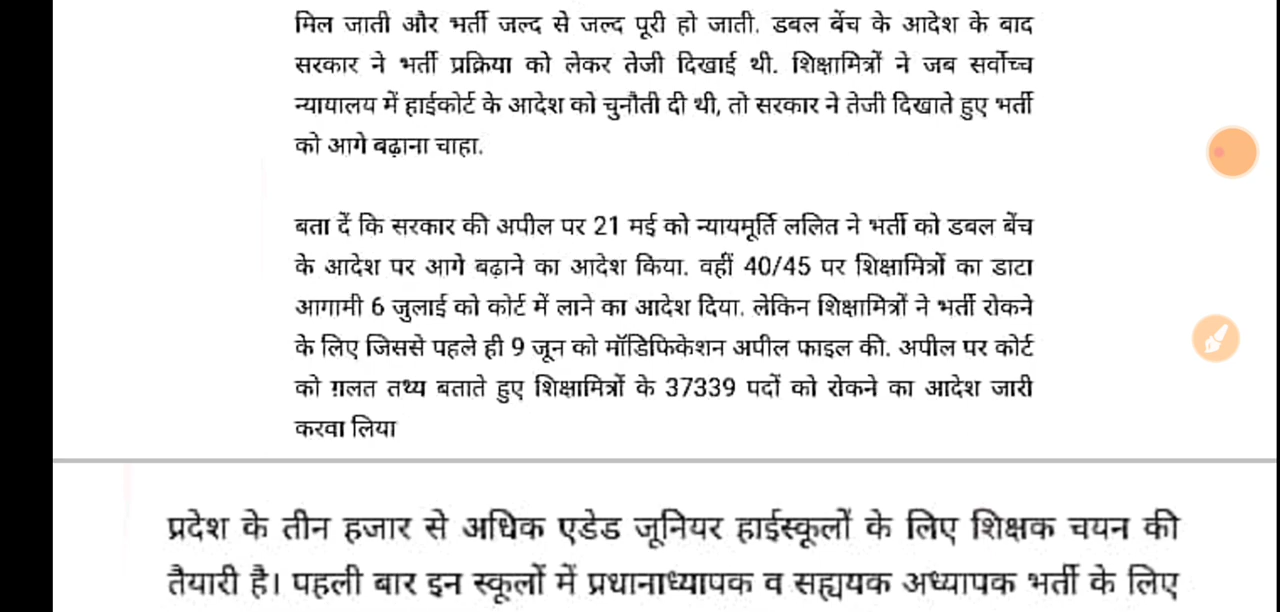 मिल जाती और भर्ती जल्द से जल्द पूरी हो जाती. डबल बेंच के आदेश के बाद
सरकार ने भर्ती प्रक्रिया को लेकर तेजी दिखाई थी. शिक्षामित्रों ने जब सर्वोच्च
न्यायालय में हाईकोर्ट के आदेश को चुनौती दी थी, तो सरकार ने तेजी दिखाते हुए भर्ती
को आगे बढ़ाना चाहा.
बता दें कि सरकार की अपील पर 21 मई को न्यायमूर्ति ललित ने भर्ती को डबल बेंच
के आदेश पर आगे बढ़ाने का आदेश किया. वहीं 40/45 पर शिक्षामित्रों का डाटा
आगामी 6 जुलाई को कोर्ट में लाने का आदेश दिया. लेकिन शिक्षामित्रों ने भर्ती रोकने
के लिए जिससे पहले ही 9 जून को मॉडिफिकेशन अपील फाइल की. अपील पर कोर्ट
को ग़लत तथ्य बताते हुए शिक्षामित्रों के 37339 पदों को रोकने का आदेश जारी
करवा लिया
प्रदेश के तीन हजार से अधिक एडेड जूनियर हाईस्कूलों के लिए शिक्षक चयन की
तैयारी है। पहली बार इन स्कूलों में प्रधानाध्यापक व सह्ययक अध्यापक भर्ती के लिए